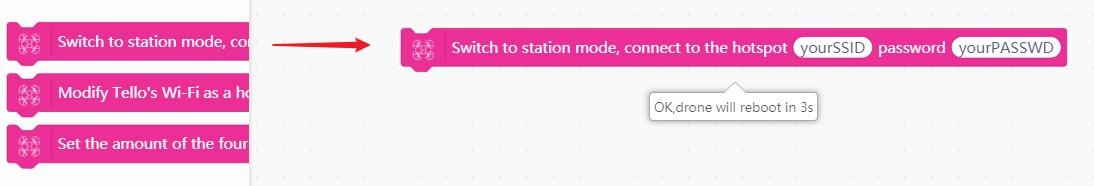 Switch to station mode, co
Switch to station mode, connect to the hotspot yourSSID password yourPASSWD
Modify Tello's Wi-Fi as a ho
OK,drone will reboot in 3s
Set the amount of the four